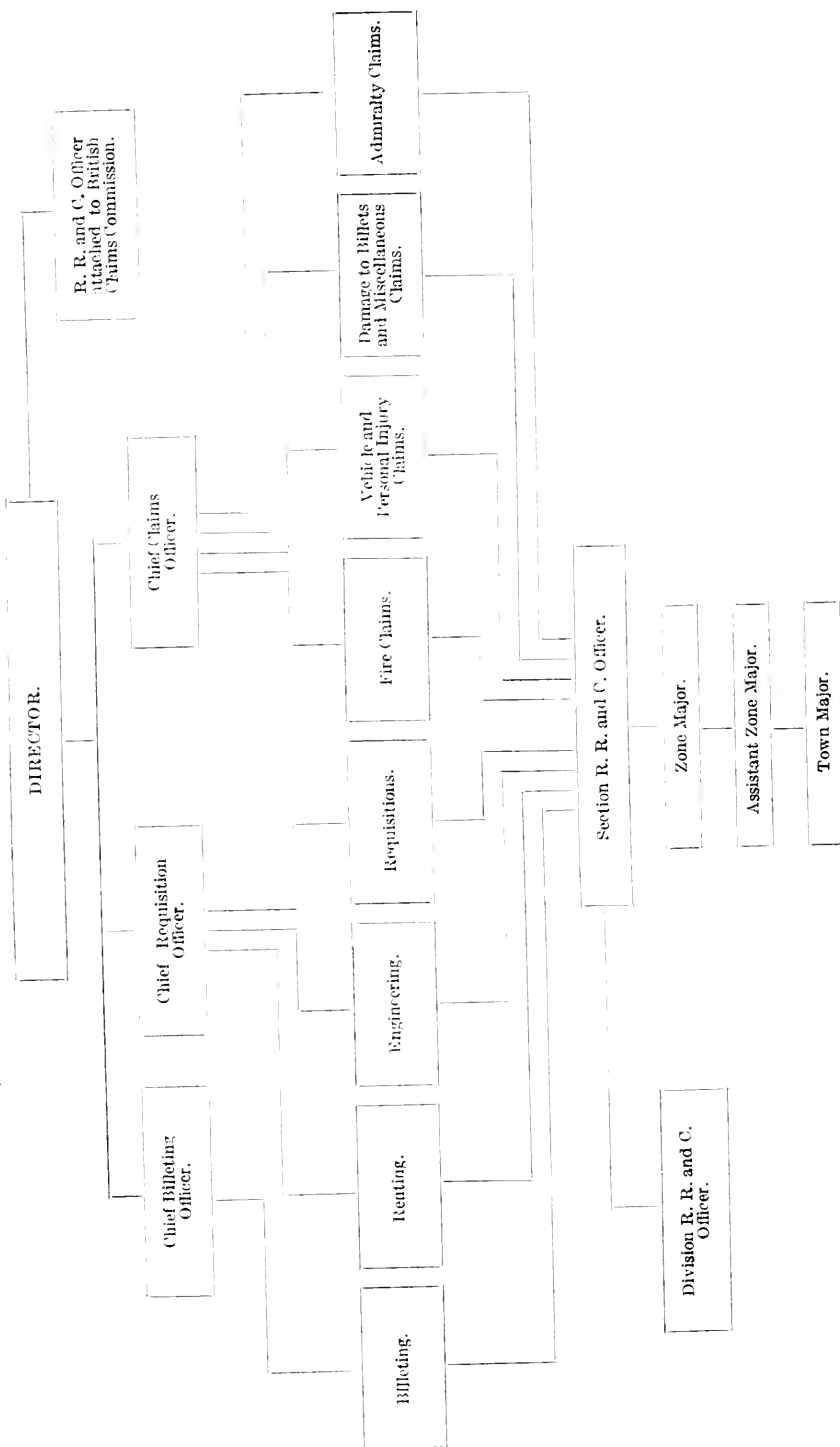 DIRECTOR.
R. R. and C. Officer
attached to British
Claims Commission.
Chief Billeting
Officer.
Chief Requisition
Officer.
Chief Claims
Officer.
Billeting.
Renting.
Engineering.
Requisitions.
Fire Claims.
Vehicle and
Personal Injury
Claims.
Damage to Billets
and Miscellaneous
Claims.
Admiralty Claims.
Section R. R. and C. Officer.
Division R. R. and C.
Officer.
Zone Major.
Assistant Zone Major.
Town Major.